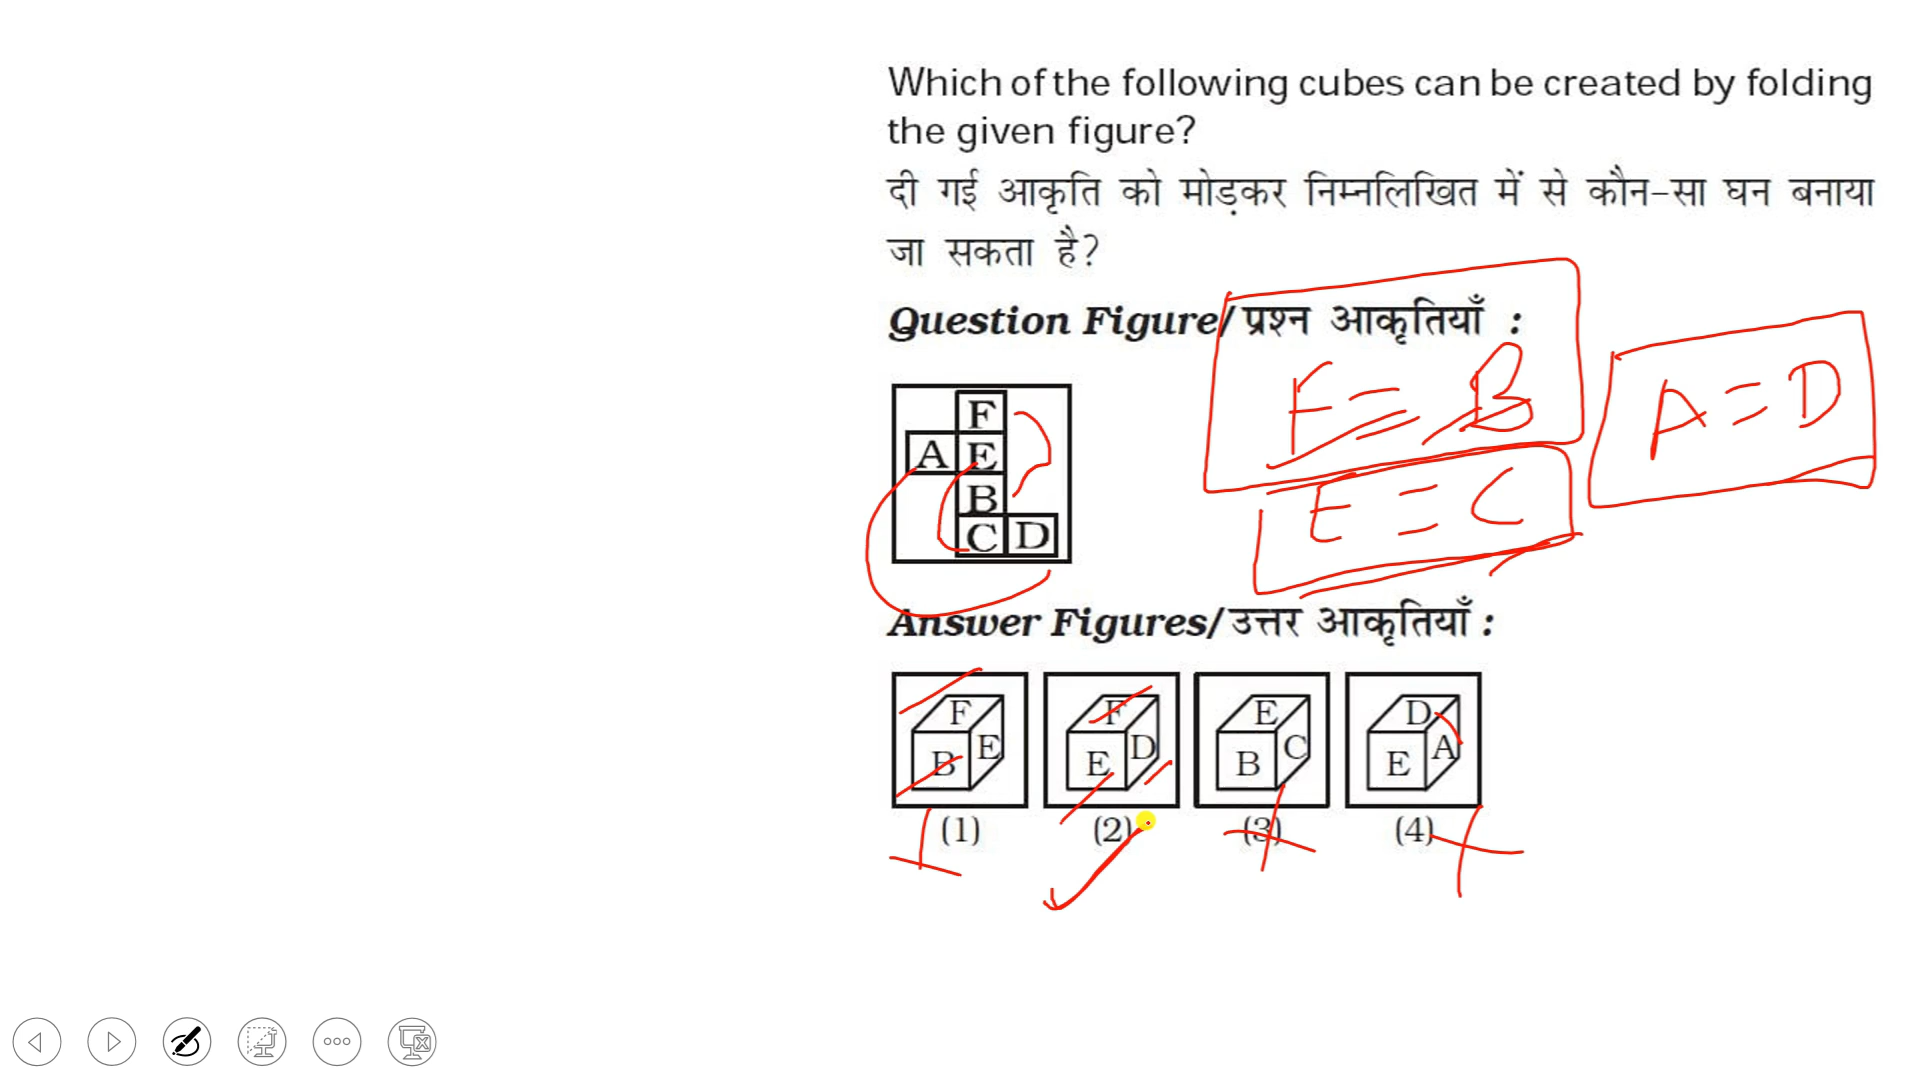 Which of the following cubes can be created by folding
the given figure?
दी गई आकृति को मोड़कर निम्नलिखित में से कौन-सा घन बनाया
जा सकता है?
Question Figure/प्रश्न आकृतियाँ :
F ≡ B
A ≡ D
E ≡ C
F
A E
B
C D
Answer Figures/उत्तर आकृतियाँ :
F F E D
B E E D B C E A
(1) (2) (3) (4)